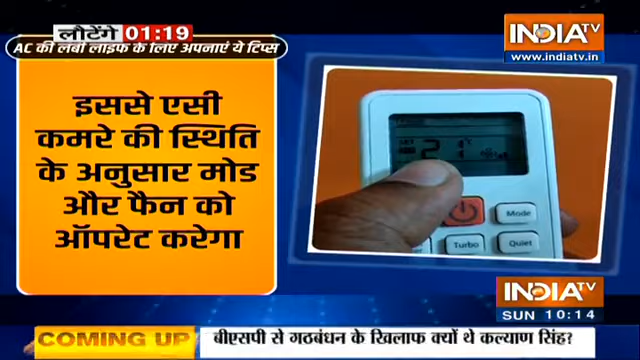 लौटेंगे 01:19
AC की लंबी लाइफ के लिए अपनाएं ये टिप्स
INDIA TV
www.indiatv.in
इससे एसी
कमरे की स्थिति
के अनुसार मोड
और फैन को
ऑपरेट करेगा
21°C
Mode
Turbo
Quiet
INDIA TV
SUN 10:14
COMING UP
बीएसपी से गठबंधन के खिलाफ क्यों थे कल्याण सिंह?